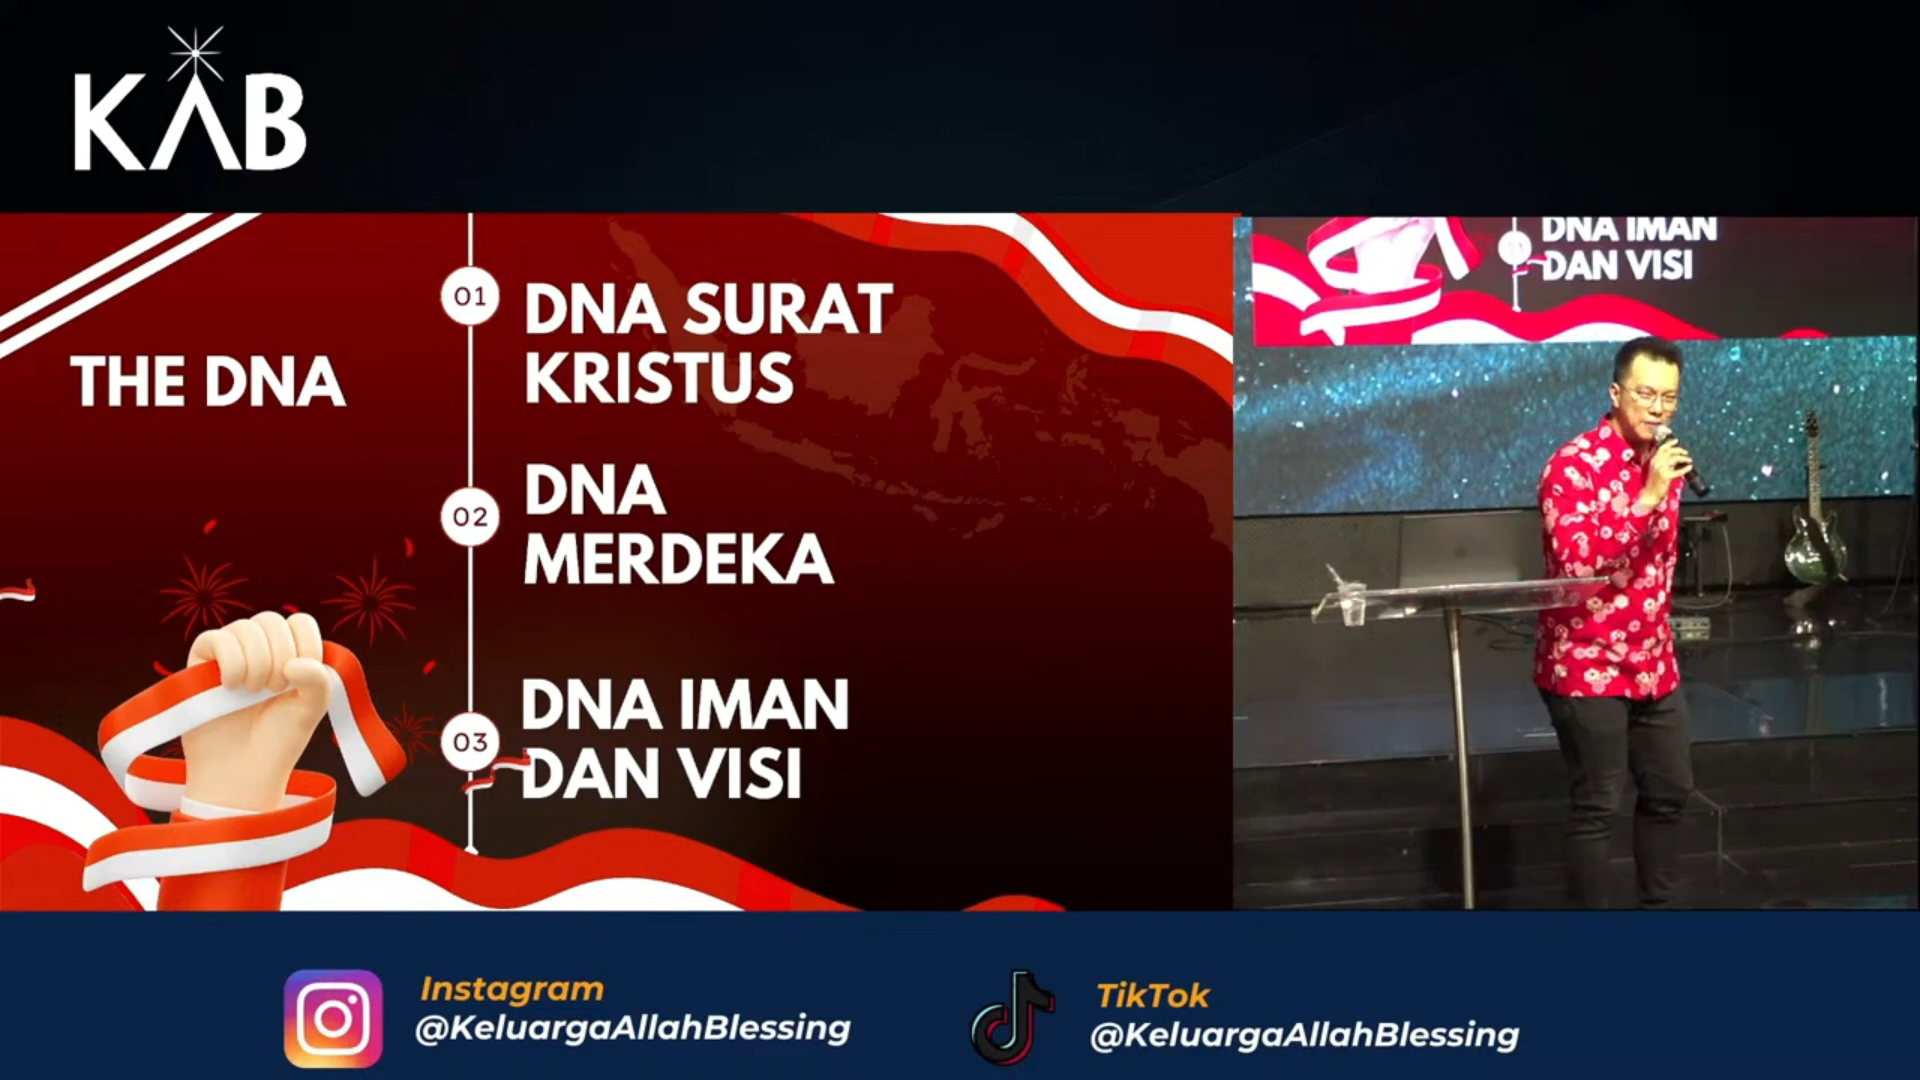 KAB
THE DNA
01
DNA SURAT
KRISTUS
02
DNA
MERDEKA
03
DNA IMAN
DAN VISI
DNA IMAN
DAN VISI
Instagram
@KeluargaAllahBlessing
TikTok
@KeluargaAllahBlessing